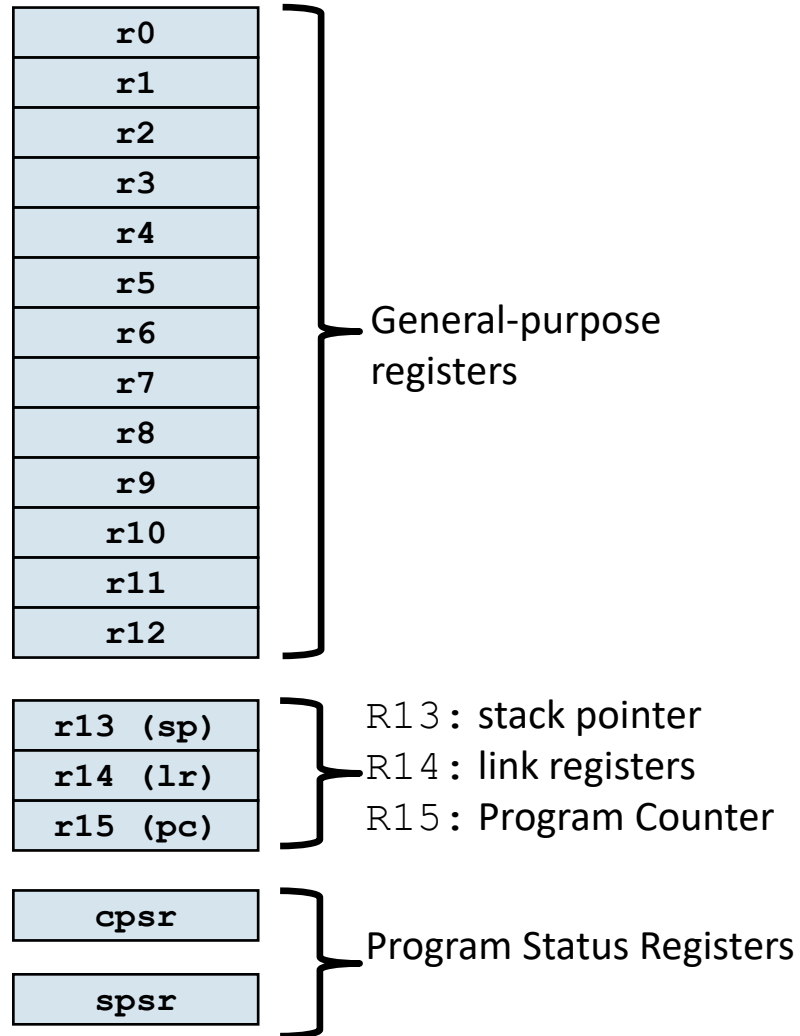 r0
r1
r2
r3
r4
r5
r6
r7
r8
r9
r10
r11
r12
General-purpose
registers
r13 (sp)
r14 (lr)
r15 (pc)
R13: stack pointer
R14: link registers
R15: Program Counter
cpsr
spsr
Program Status Registers